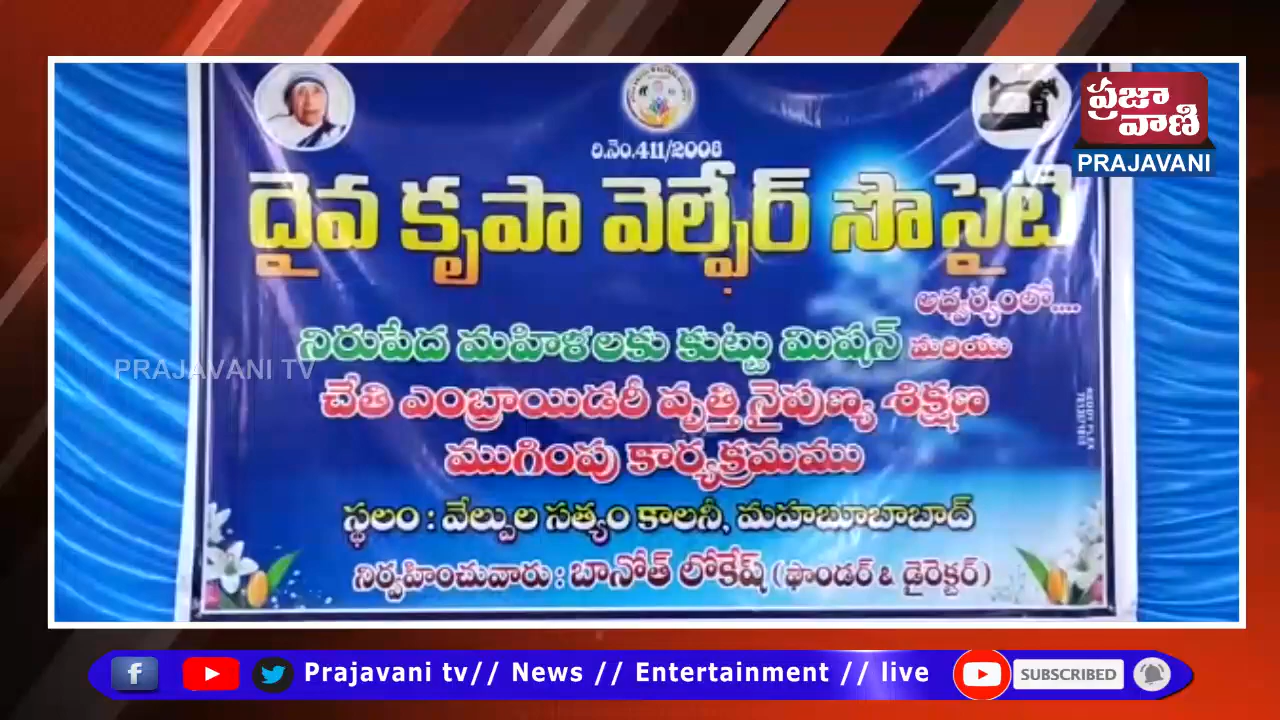 ప్రజా
వాణి
PRAJAVANI
రి.నెం.411/2008
దైవ కృపా వెల్ఫేర్ సొసైటి
అధ్వర్యంలో....
నిరుపేద మహిళలకు కుట్టు మిషన్ మరియు
చేతి ఎంబ్రాయిడరీ వృత్తి నైపుణ్య శిక్షణ
ముగింపు కార్యక్రమము
స్థలం : వేల్పుల సత్యం కాలనీ, మహబూబాబాద్
నిర్వహించువారు : బానోత్ లోకేష్ (ఫౌండర్ & డైరెక్టర్)
PRAJAVANI TV
Prajavani tv// News // Entertainment // live
SUBSCRIBED